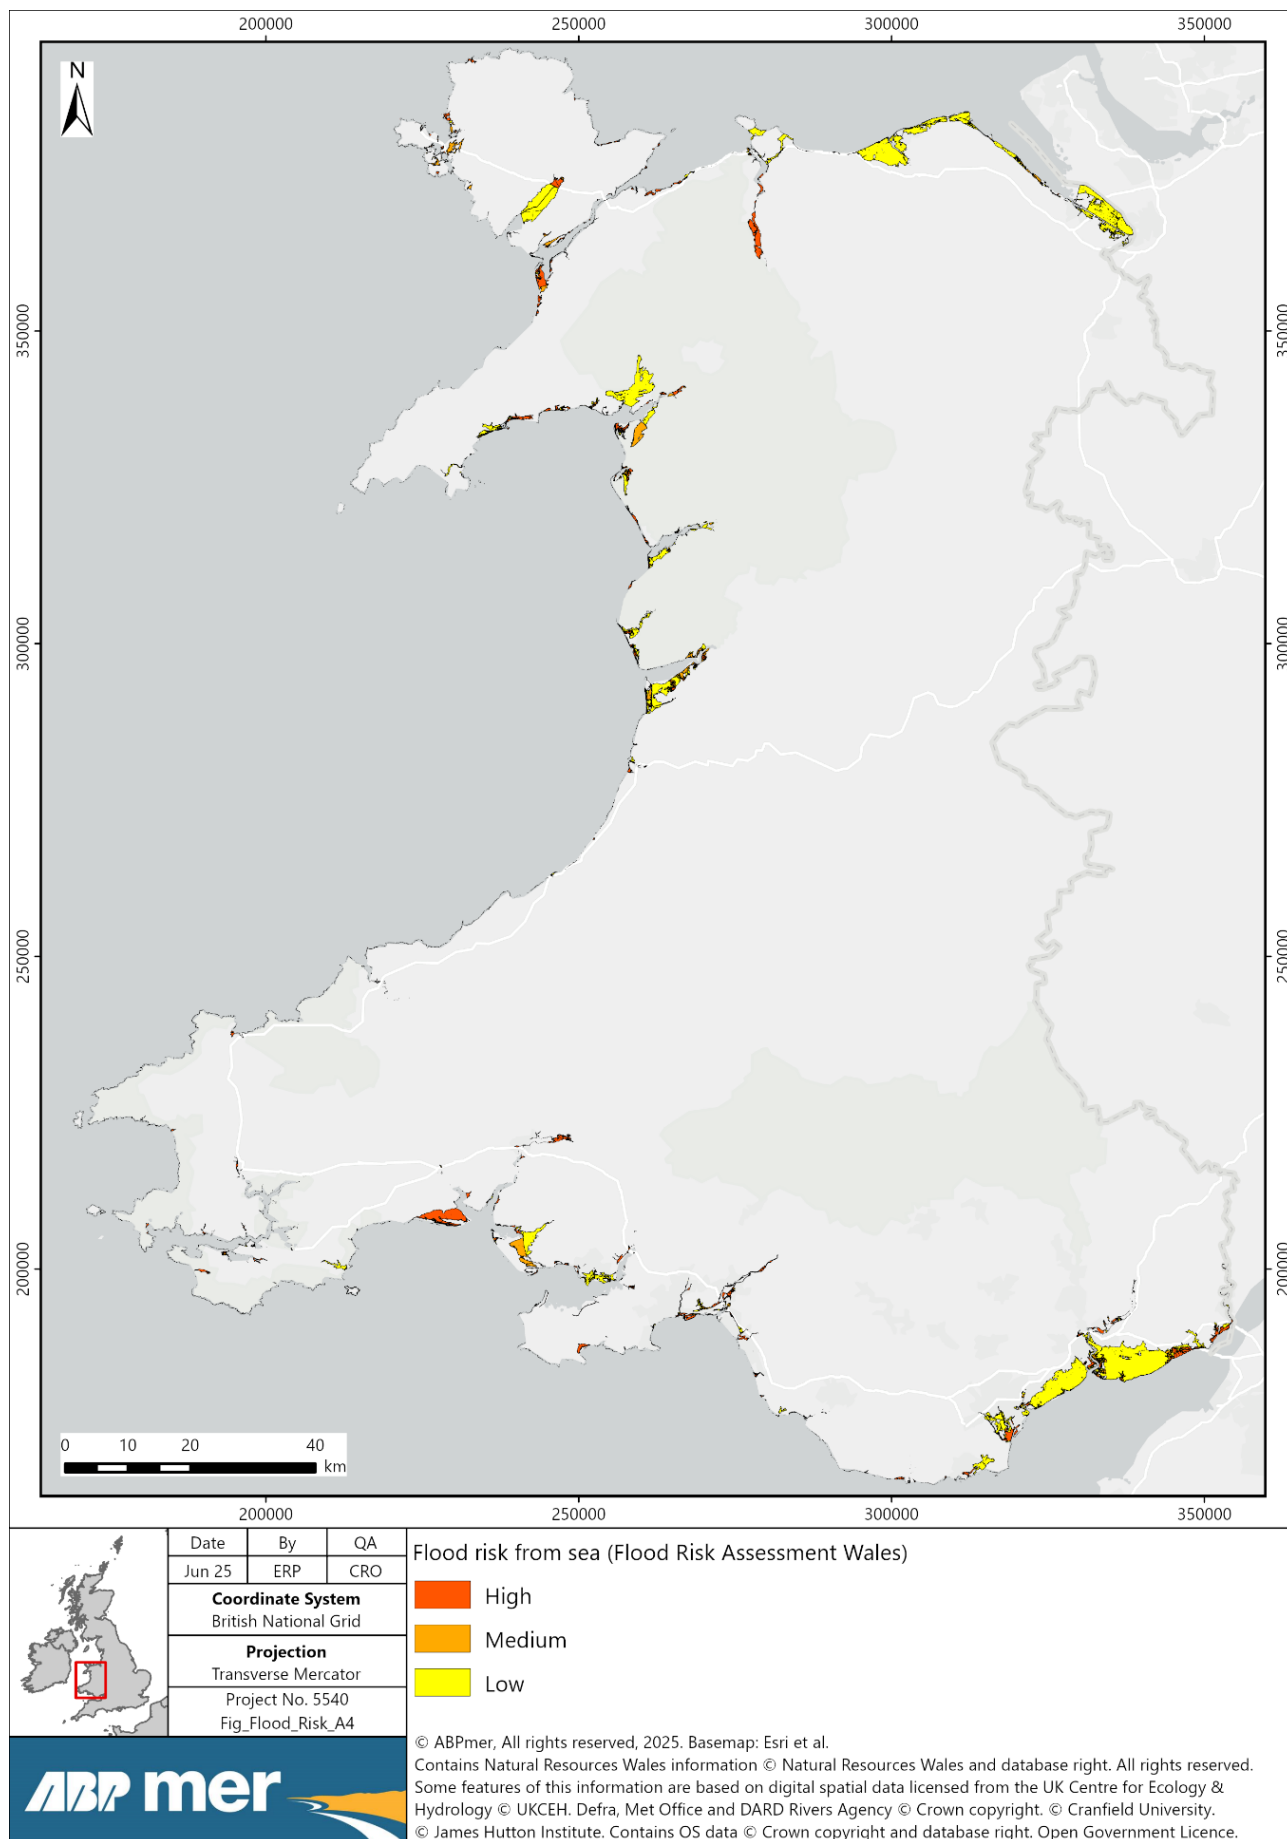 200000 250000 300000 350000
N
350000 350000
300000 300000
250000 250000
200000 200000
0 10 20 40
km
200000 250000 300000 350000
Date By QA
Jun 25 ERP CRO
Coordinate System
British National Grid
Projection
Transverse Mercator
Project No. 5540
Fig_Flood_Risk_A4
ABP mer
Flood risk from sea (Flood Risk Assessment Wales)
High
Medium
Low
© ABPmer, All rights reserved, 2025. Basemap: Esri et al.
Contains Natural Resources Wales information © Natural Resources Wales and database right. All rights reserved.
Some features of this information are based on digital spatial data licensed from the UK Centre for Ecology &
Hydrology © UKCEH. Defra, Met Office and DARD Rivers Agency © Crown copyright. © Cranfield University.
© James Hutton Institute. Contains OS data © Crown copyright and database right. Open Government Licence.